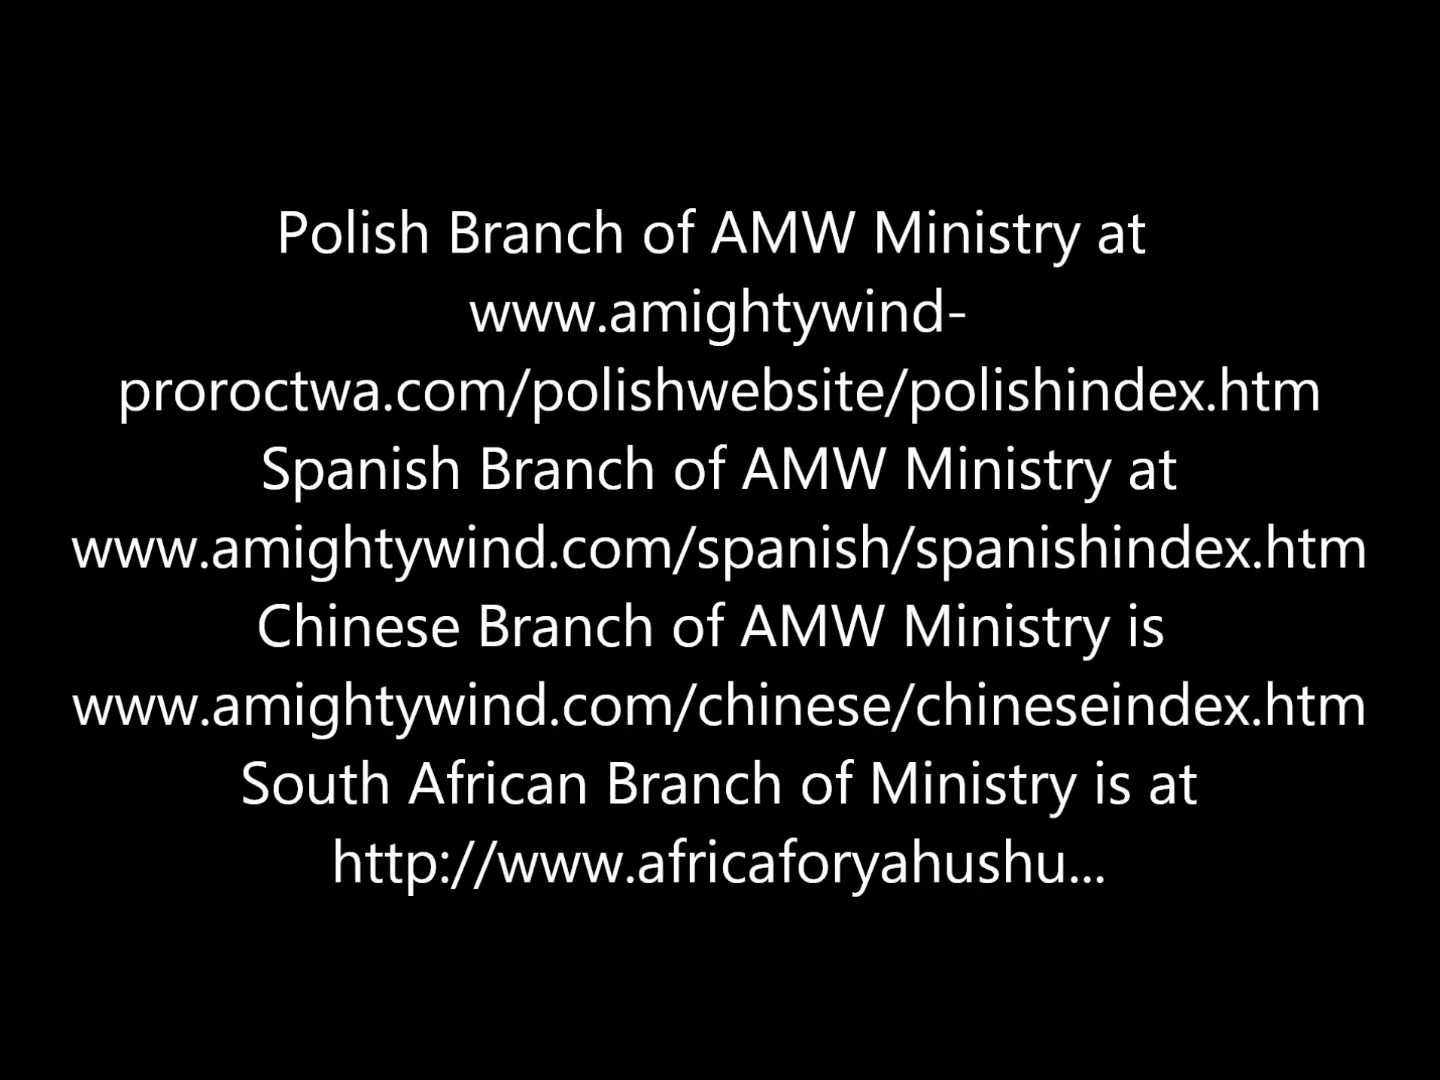 Polish Branch of AMW Ministry at
www.amightywind-
proroctwa.com/polishwebsite/polishindex.htm
Spanish Branch of AMW Ministry at
www.amightywind.com/spanish/spanishindex.htm
Chinese Branch of AMW Ministry is
www.amightywind.com/chinese/chineseindex.htm
South African Branch of Ministry is at
http://www.africaforyahushu...